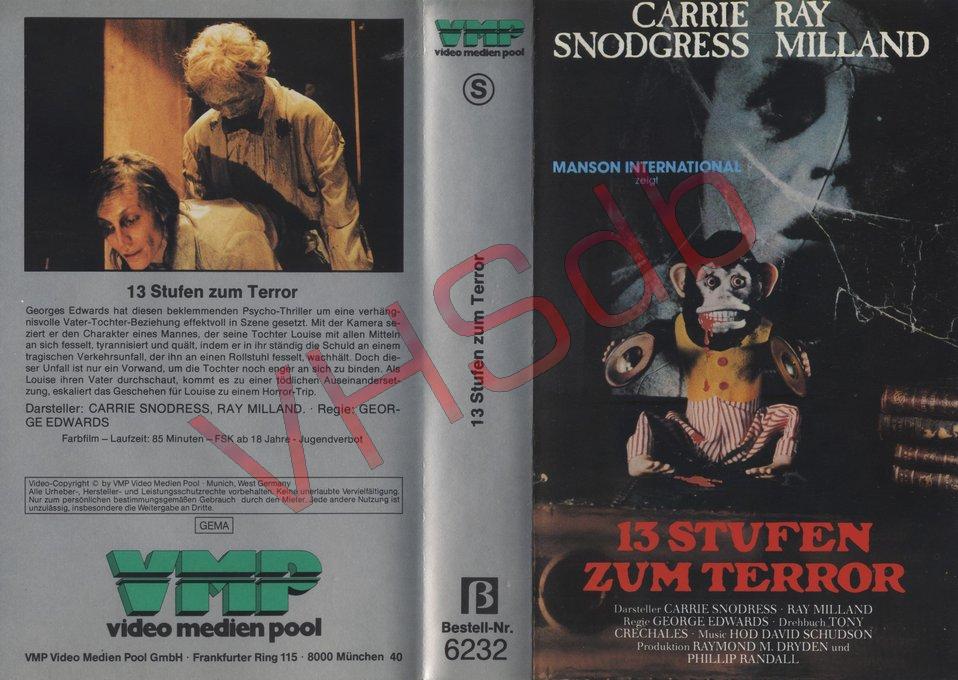 13 Stufen zum Terror
Georges Edwards hat diesen beklemmenden Psycho-Thriller um eine verhäng-
nisvolle Vater-Tochter-Beziehung effektvoll in Szene gesetzt. Mit der Kamera se-
ziert er den Charakter eines Mannes, der seine Tochter Louise mit allen Mitteln
an sich fesselt, tyrannisiert und quält, indem er in ihr ständig die Schuld an einem
tragischen Verkehrsunfall, der ihn an einen Rollstuhl fesselt, wachhält. Doch die-
ser Unfall ist nur ein Vorwand, um die Tochter noch enger an sich zu binden. Als
Louise ihren Vater durchschaut, kommt es zu einer tödlichen Auseinanderset-
zung, eskaliert das Geschehen für Louise zu einem Horror-Trip.
Darsteller: CARRIE SNODRESS, RAY MILLAND. · Regie: GEOR-
GE EDWARDS
Farbfilm – Laufzeit: 85 Minuten – FSK ab 18 Jahre - Jugendverbot
Video-Copyright © by VMP Video Medien Pool · Munich, West Germany
Alle Urheber-, Hersteller- und Leistungsschutzrechte vorbehalten. Keine unerlaubte Vervielfältigung.
Nur zum persönlichen bestimmungsgemäßen Gebrauch durch den Mieter. Jede andere Nutzung ist
unzulässig, insbesondere die Weitergabe an Dritte.
GEMA
VMP
video medien pool
VMP Video Medien Pool GmbH · Frankfurter Ring 115 · 8000 München 40
VMP
video medien pool
S
13 Stufen zum Terror
β
Bestell-Nr.
6232
CARRIE RAY
SNODGRESS MILLAND
MANSON INTERNATIONAL
zeigt
13 STUFEN
ZUM TERROR
Darsteller CARRIE SNODRESS · RAY MILLAND
Regie GEORGE EDWARDS · Drehbuch TONY
CRECHALES · Music HOD DAVID SCHUDSON
Produktion RAYMOND M. DRYDEN und
PHILLIP RANDALL
VHSdb